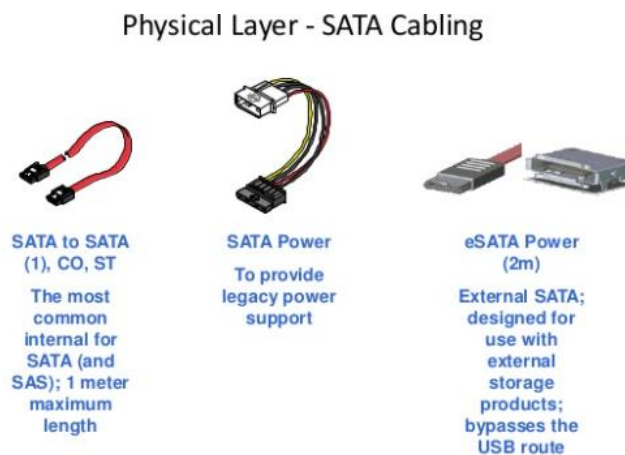 Physical Layer - SATA Cabling
SATA to SATA
(1), CO, ST
The most
common
internal for
SATA (and
SAS); 1 meter
maximum
length
SATA Power
To provide
legacy power
support
eSATA Power
(2m)
External SATA;
designed for
use with
external
storage
products;
bypasses the
USB route